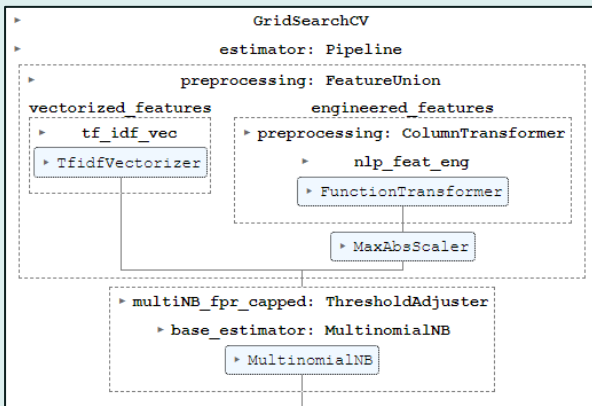 GridSearchCV
estimator: Pipeline
preprocessing: FeatureUnion
vectorized_features
engineered_features
tf_idf_vec
preprocessing: ColumnTransformer
TfidfVectorizer
nlp_feat_eng
FunctionTransformer
MaxAbsScaler
multiNB_fpr_capped: ThresholdAdjuster
base_estimator: MultinomialNB
MultinomialNB